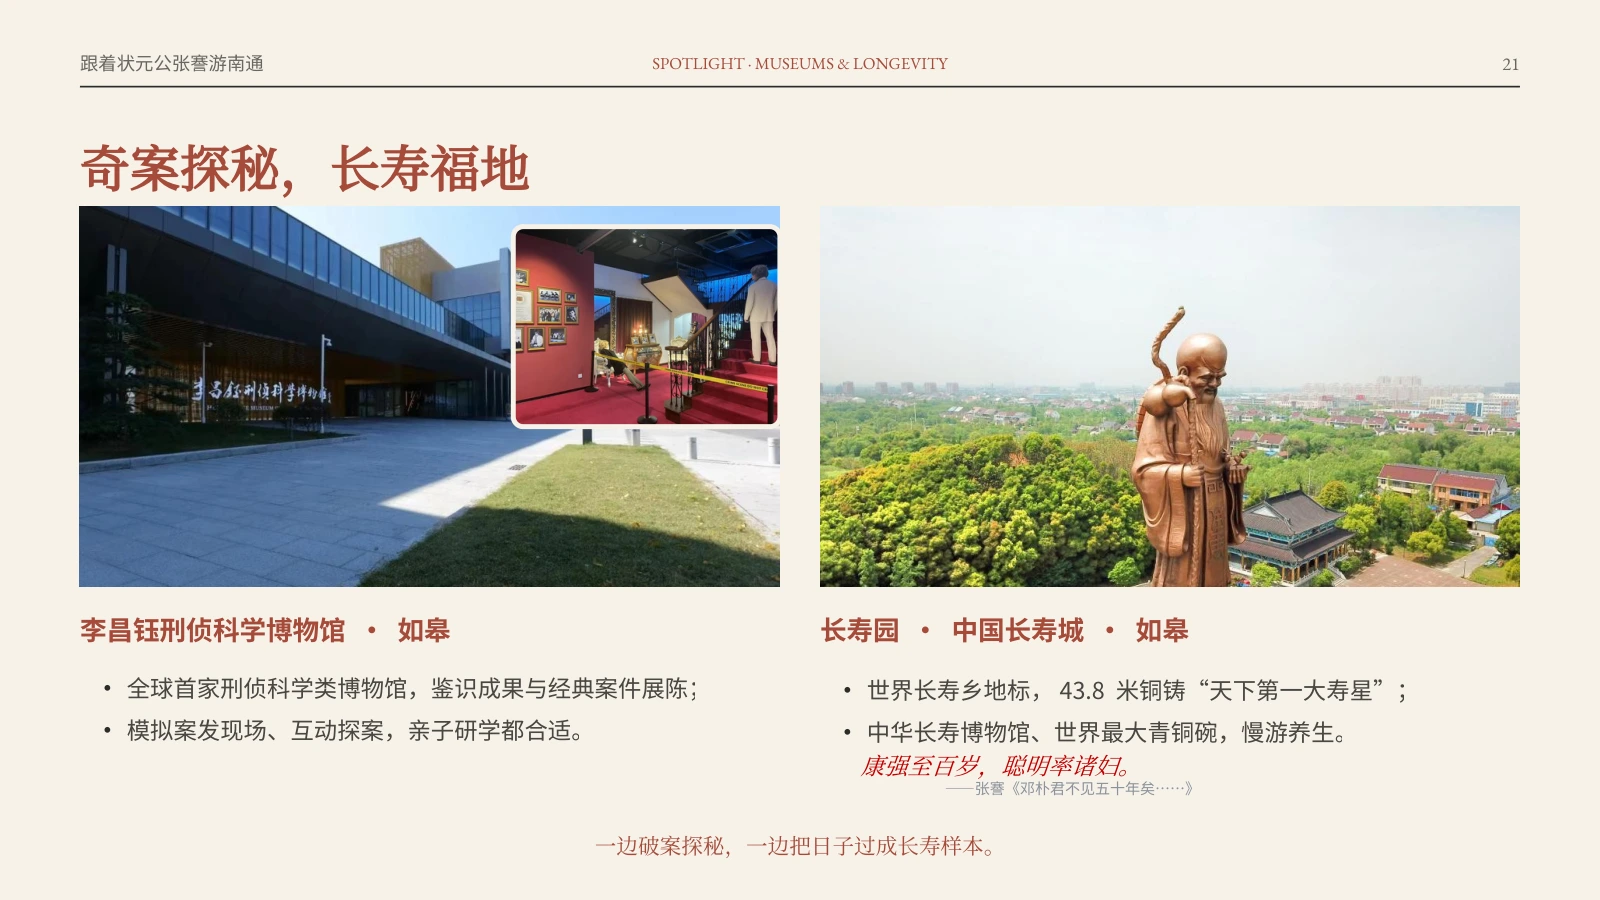 跟着状元公张謇游南通
SPOTLIGHT · MUSEUMS & LONGEVITY
21
奇案探秘，长寿福地
李昌钰刑侦科学博物馆
李昌钰刑侦科学博物馆 · 如皋
• 全球首家刑侦科学类博物馆，鉴识成果与经典案件展陈；
• 模拟案发现场、互动探案，亲子研学都合适。
长寿园 · 中国长寿城 · 如皋
• 世界长寿乡地标， 43.8 米铜铸“天下第一大寿星”；
• 中华长寿博物馆、世界最大青铜碗，慢游养生。
康强至百岁，聪明率诸妇。
——张謇《邓朴君不见五十年矣……》
一边破案探秘，一边把日子过成长寿样本。